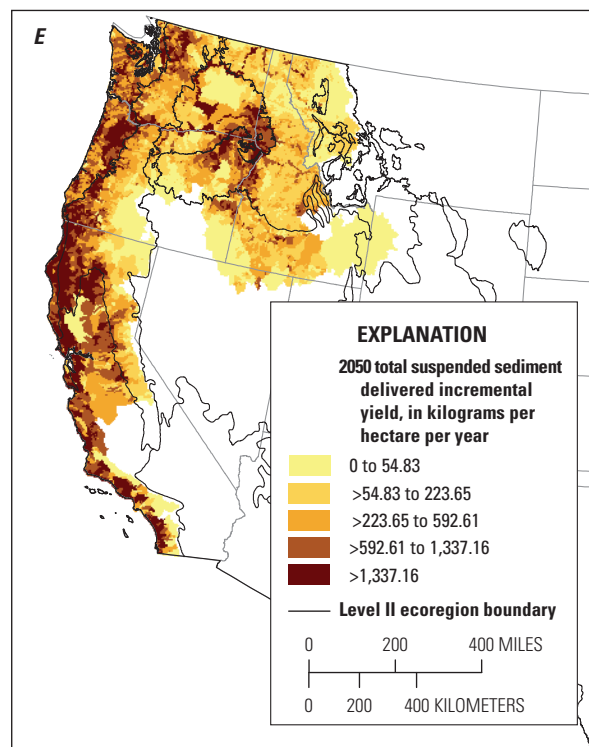 E
EXPLANATION
2050 total suspended sediment
delivered incremental
yield, in kilograms per
hectare per year
0 to 54.83
>54.83 to 223.65
>223.65 to 592.61
>592.61 to 1,337.16
>1,337.16
Level II ecoregion boundary
0 200 400 MILES
0 200 400 KILOMETERS